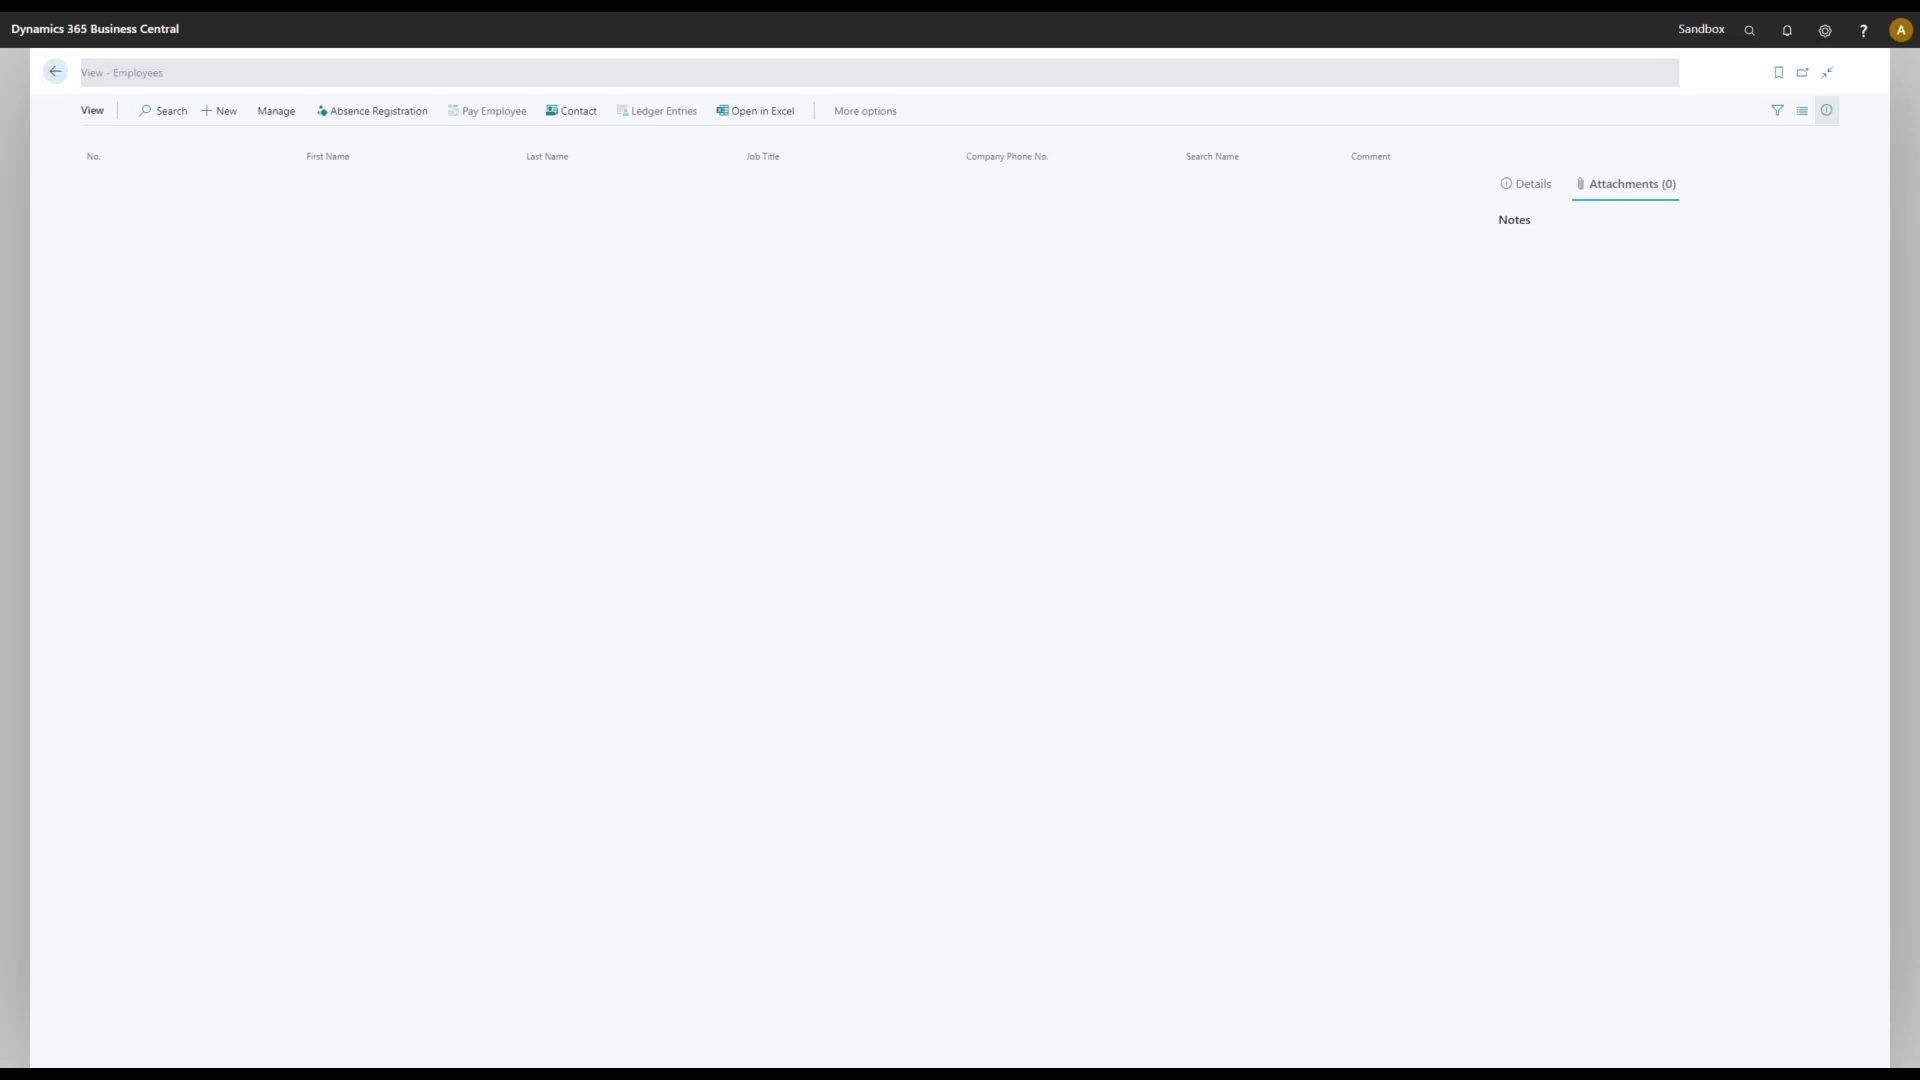 Dynamics 365 Business Central
Sandbox
?
A
View - Employees
View Search New Manage Absence Registration Pay Employee Contact Ledger Entries Open in Excel More options
No. First Name Last Name Job Title Company Phone No. Search Name Comment
Details Attachments (0)
Notes